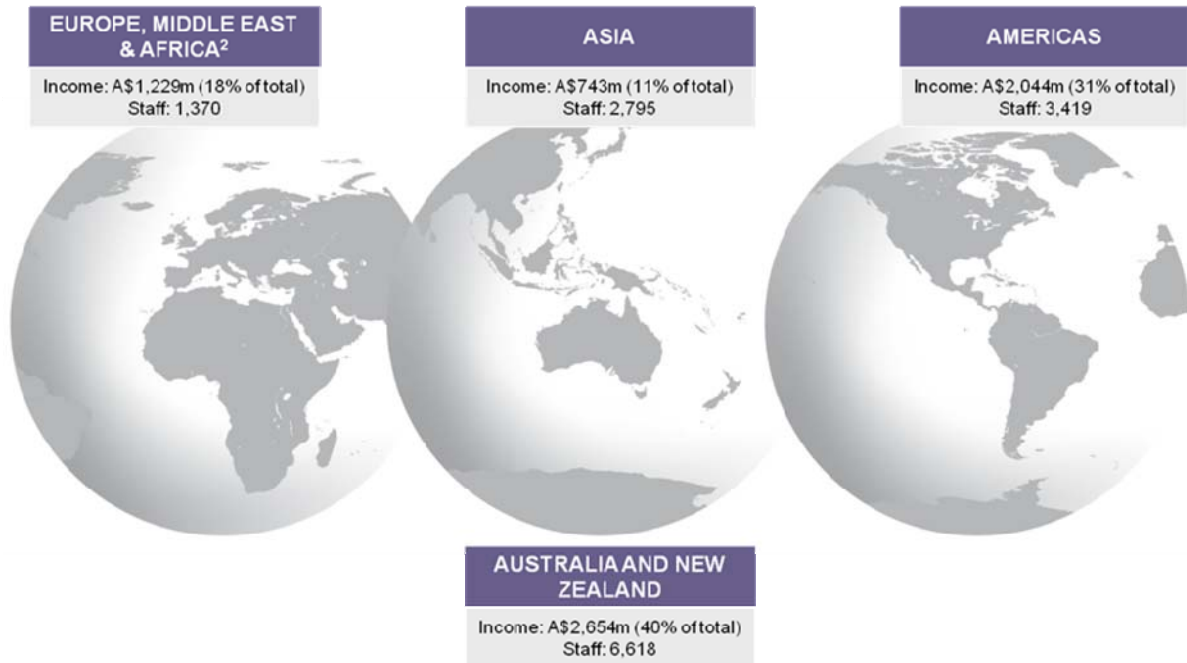 EUROPE, MIDDLE EAST
& AFRICA²
Income: A$1,229m (18% of total)
Staff: 1,370
ASIA
Income: A$743m (11% of total)
Staff: 2,795
AMERICAS
Income: A$2,044m (31% of total)
Staff: 3,419
AUSTRALIA AND NEW
ZEALAND
Income: A$2,654m (40% of total)
Staff: 6,618